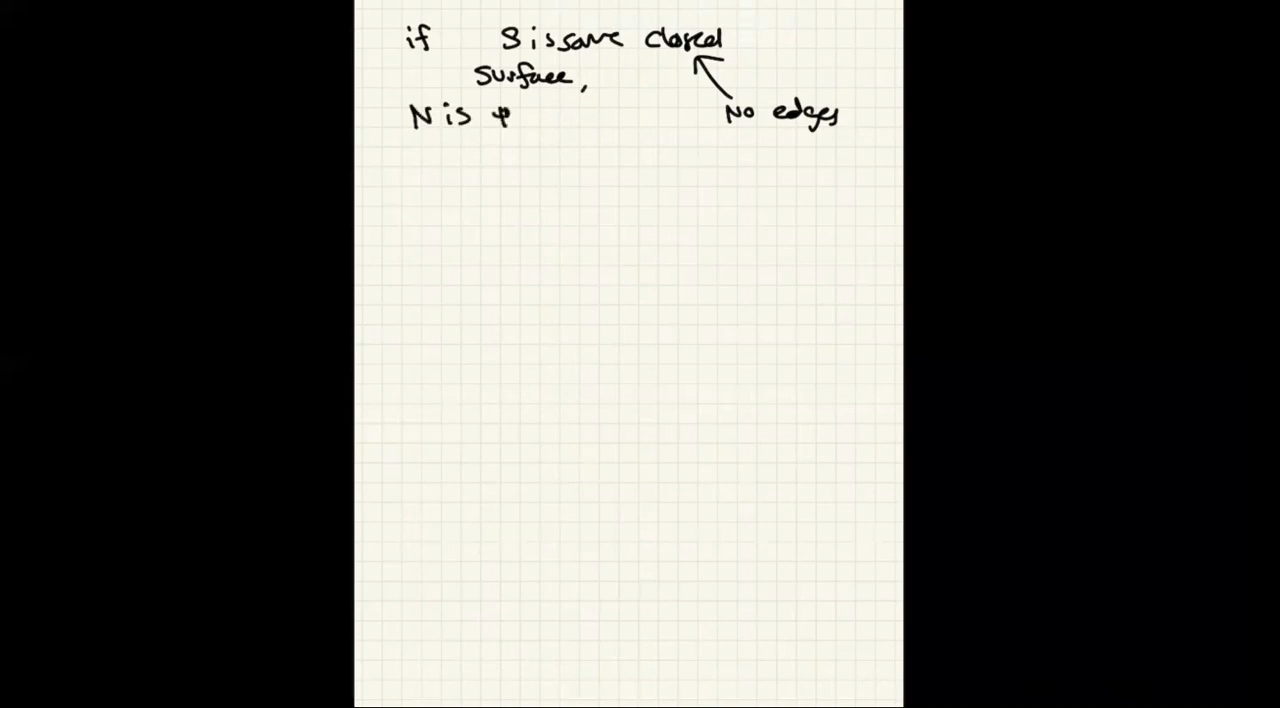 if S is some closed
surface,
N is
No edges